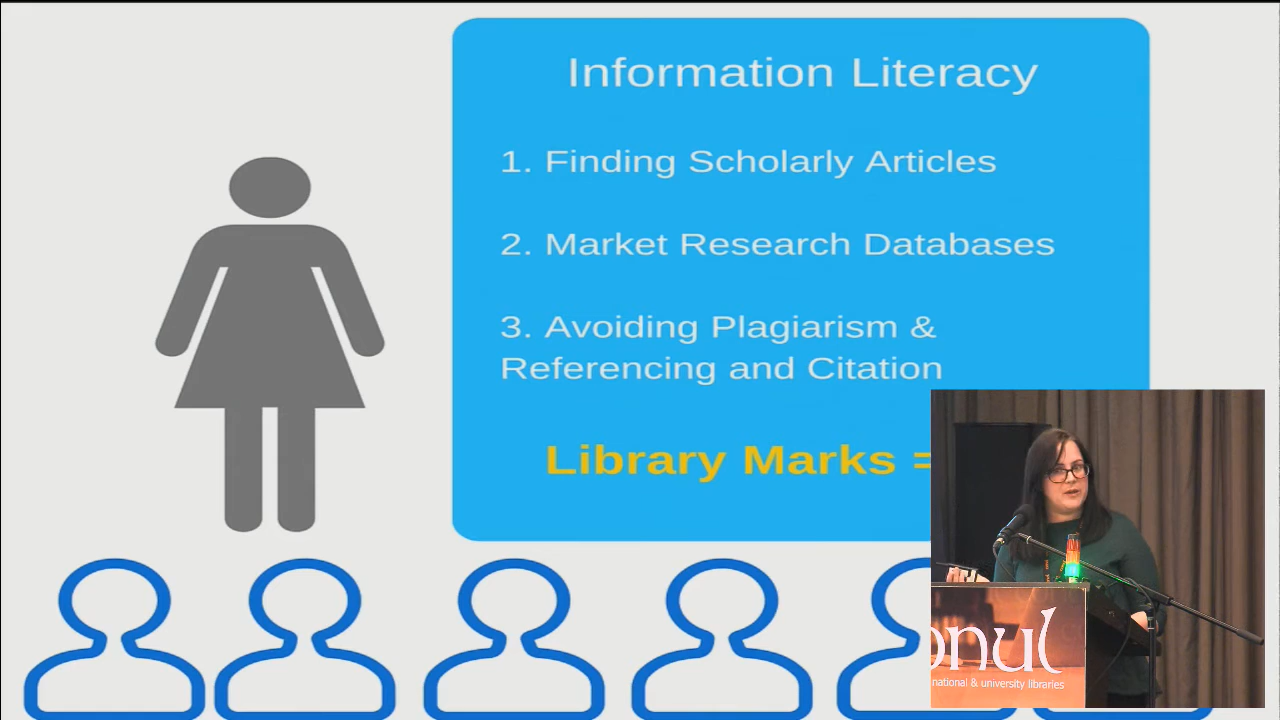 Information Literacy
1. Finding Scholarly Articles
2. Market Research Databases
3. Avoiding Plagiarism &
Referencing and Citation
Library Marks =
onul
national & university libraries